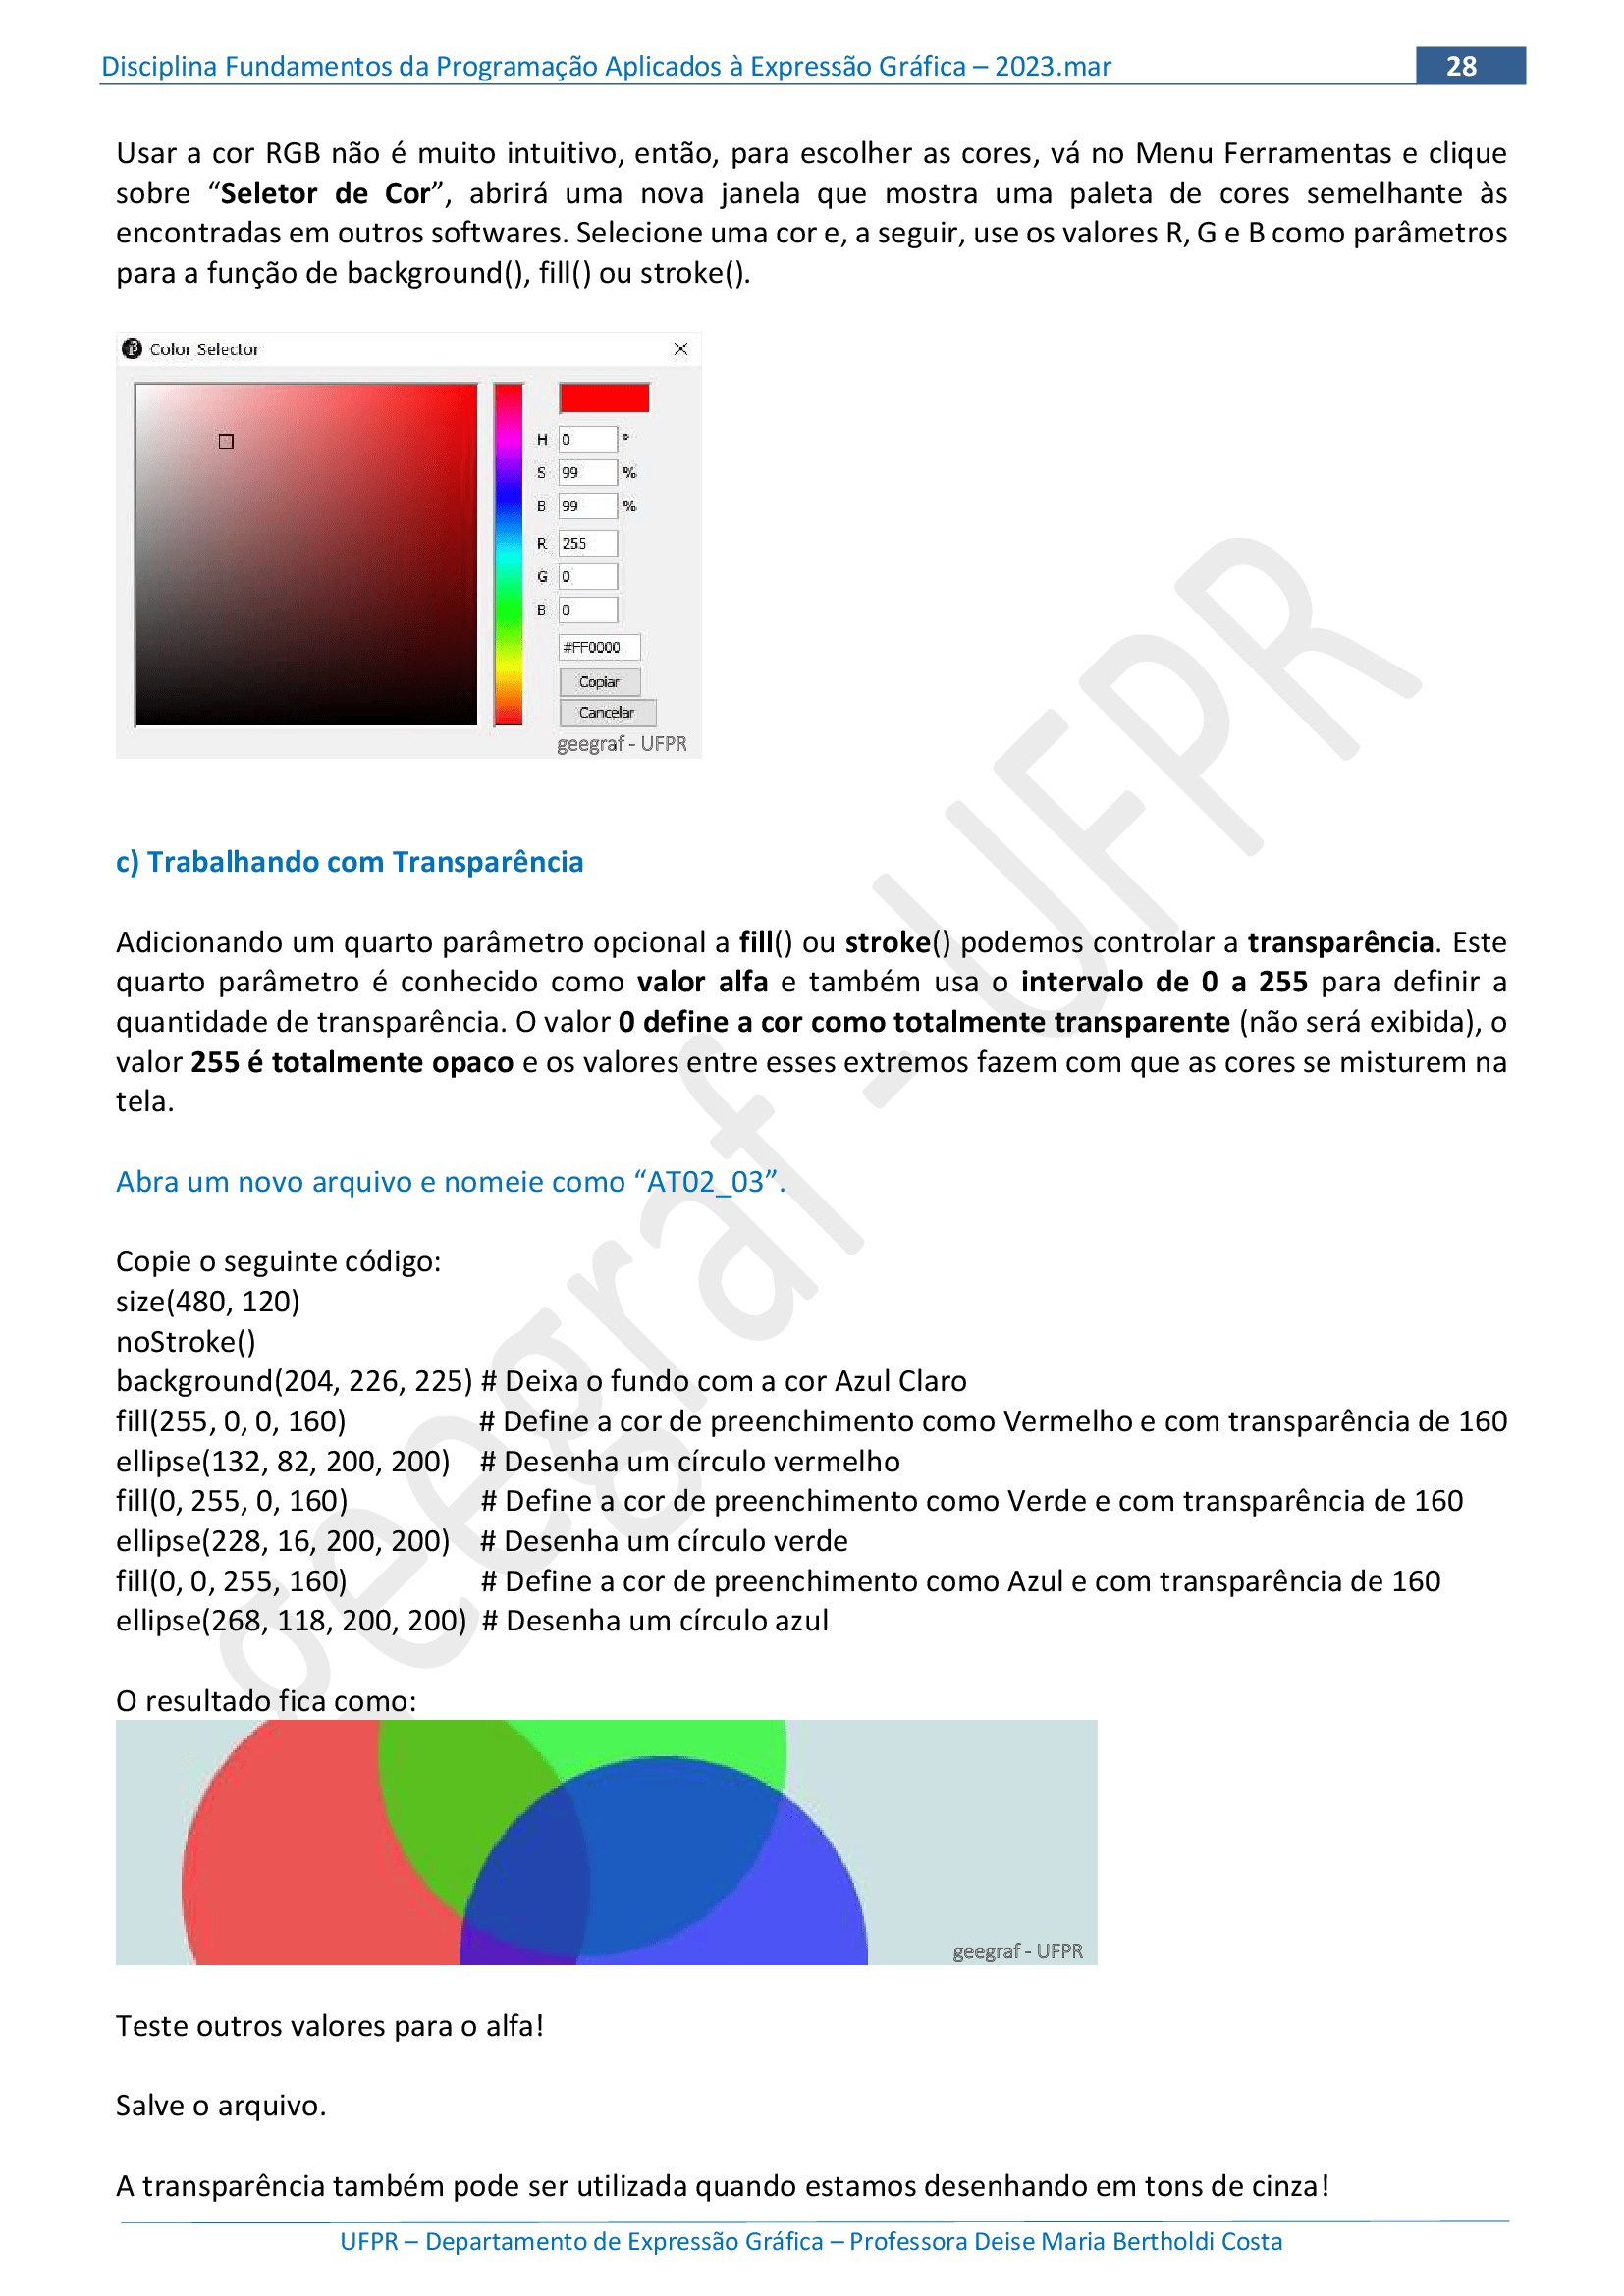 Disciplina Fundamentos da Programação Aplicados à Expressão Gráfica – 2023.mar 28
Usar a cor RGB não é muito intuitivo, então, para escolher as cores, vá no Menu Ferramentas e clique
sobre “Seletor de Cor”, abrirá uma nova janela que mostra uma paleta de cores semelhante às
encontradas em outros softwares. Selecione uma cor e, a seguir, use os valores R, G e B como parâmetros
para a função de background(), fill() ou stroke().
Color Selector
H 0 °
S 99 %
B 99 %
R 255
G 0
B 0
#FF0000
Copiar
Cancelar
geegraf - UFPR
c) Trabalhando com Transparência
Adicionando um quarto parâmetro opcional a fill() ou stroke() podemos controlar a transparência. Este
quarto parâmetro é conhecido como valor alfa e também usa o intervalo de 0 a 255 para definir a
quantidade de transparência. O valor 0 define a cor como totalmente transparente (não será exibida), o
valor 255 é totalmente opaco e os valores entre esses extremos fazem com que as cores se misturem na
tela.
Abra um novo arquivo e nomeie como “AT02_03”.
Copie o seguinte código:
size(480, 120)
noStroke()
background(204, 226, 225) # Deixa o fundo com a cor Azul Claro
fill(255, 0, 0, 160) # Define a cor de preenchimento como Vermelho e com transparência de 160
ellipse(132, 82, 200, 200) # Desenha um círculo vermelho
fill(0, 255, 0, 160) # Define a cor de preenchimento como Verde e com transparência de 160
ellipse(228, 16, 200, 200) # Desenha um círculo verde
fill(0, 0, 255, 160) # Define a cor de preenchimento como Azul e com transparência de 160
ellipse(268, 118, 200, 200) # Desenha um círculo azul
O resultado fica como:
geegraf - UFPR
Teste outros valores para o alfa!
Salve o arquivo.
A transparência também pode ser utilizada quando estamos desenhando em tons de cinza!
UFPR – Departamento de Expressão Gráfica – Professora Deise Maria Bertholdi Costa
geegraf - UFPR